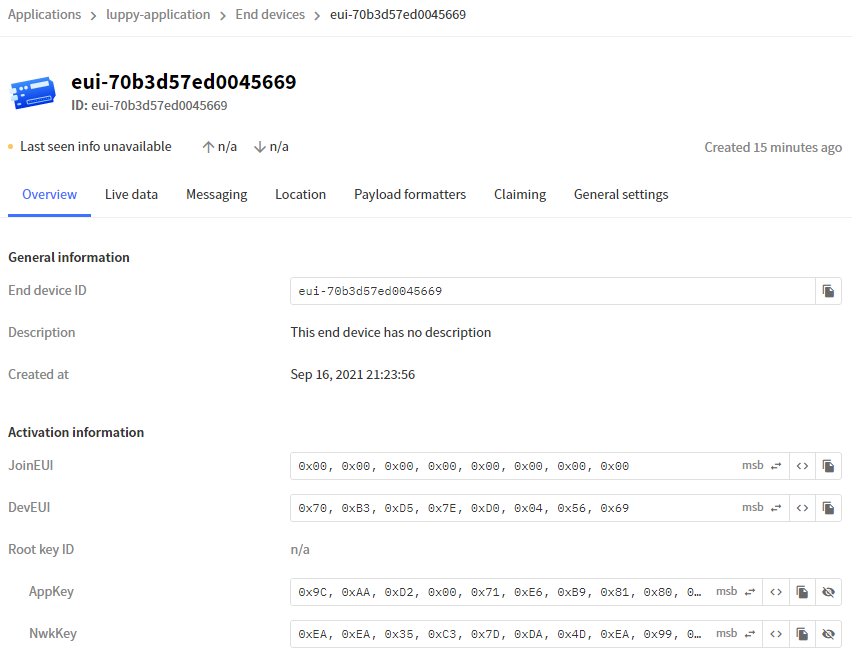 Applications > luppy-application > End devices > eui-70b3d57ed0045669
eui-70b3d57ed0045669
ID: eui-70b3d57ed0045669
Last seen info unavailable ↑ n/a ↓ n/a Created 15 minutes ago
Overview Live data Messaging Location Payload formatters Claiming General settings
General information
End device ID eui-70b3d57ed0045669
Description This end device has no description
Created at Sep 16, 2021 21:23:56
Activation information
JoinEUI 0x00, 0x00, 0x00, 0x00, 0x00, 0x00, 0x00, 0x00 msb <>
DevEUI 0x70, 0xB3, 0xD5, 0x7E, 0xD0, 0x04, 0x56, 0x69 msb <>
Root key ID n/a
AppKey 0x9C, 0xAA, 0xD2, 0x00, 0x71, 0xE6, 0xB9, 0x81, 0x80, 0… msb <>
NwkKey 0xEA, 0xEA, 0x35, 0xC3, 0x7D, 0xDA, 0x4D, 0xEA, 0x99, 0… msb <>